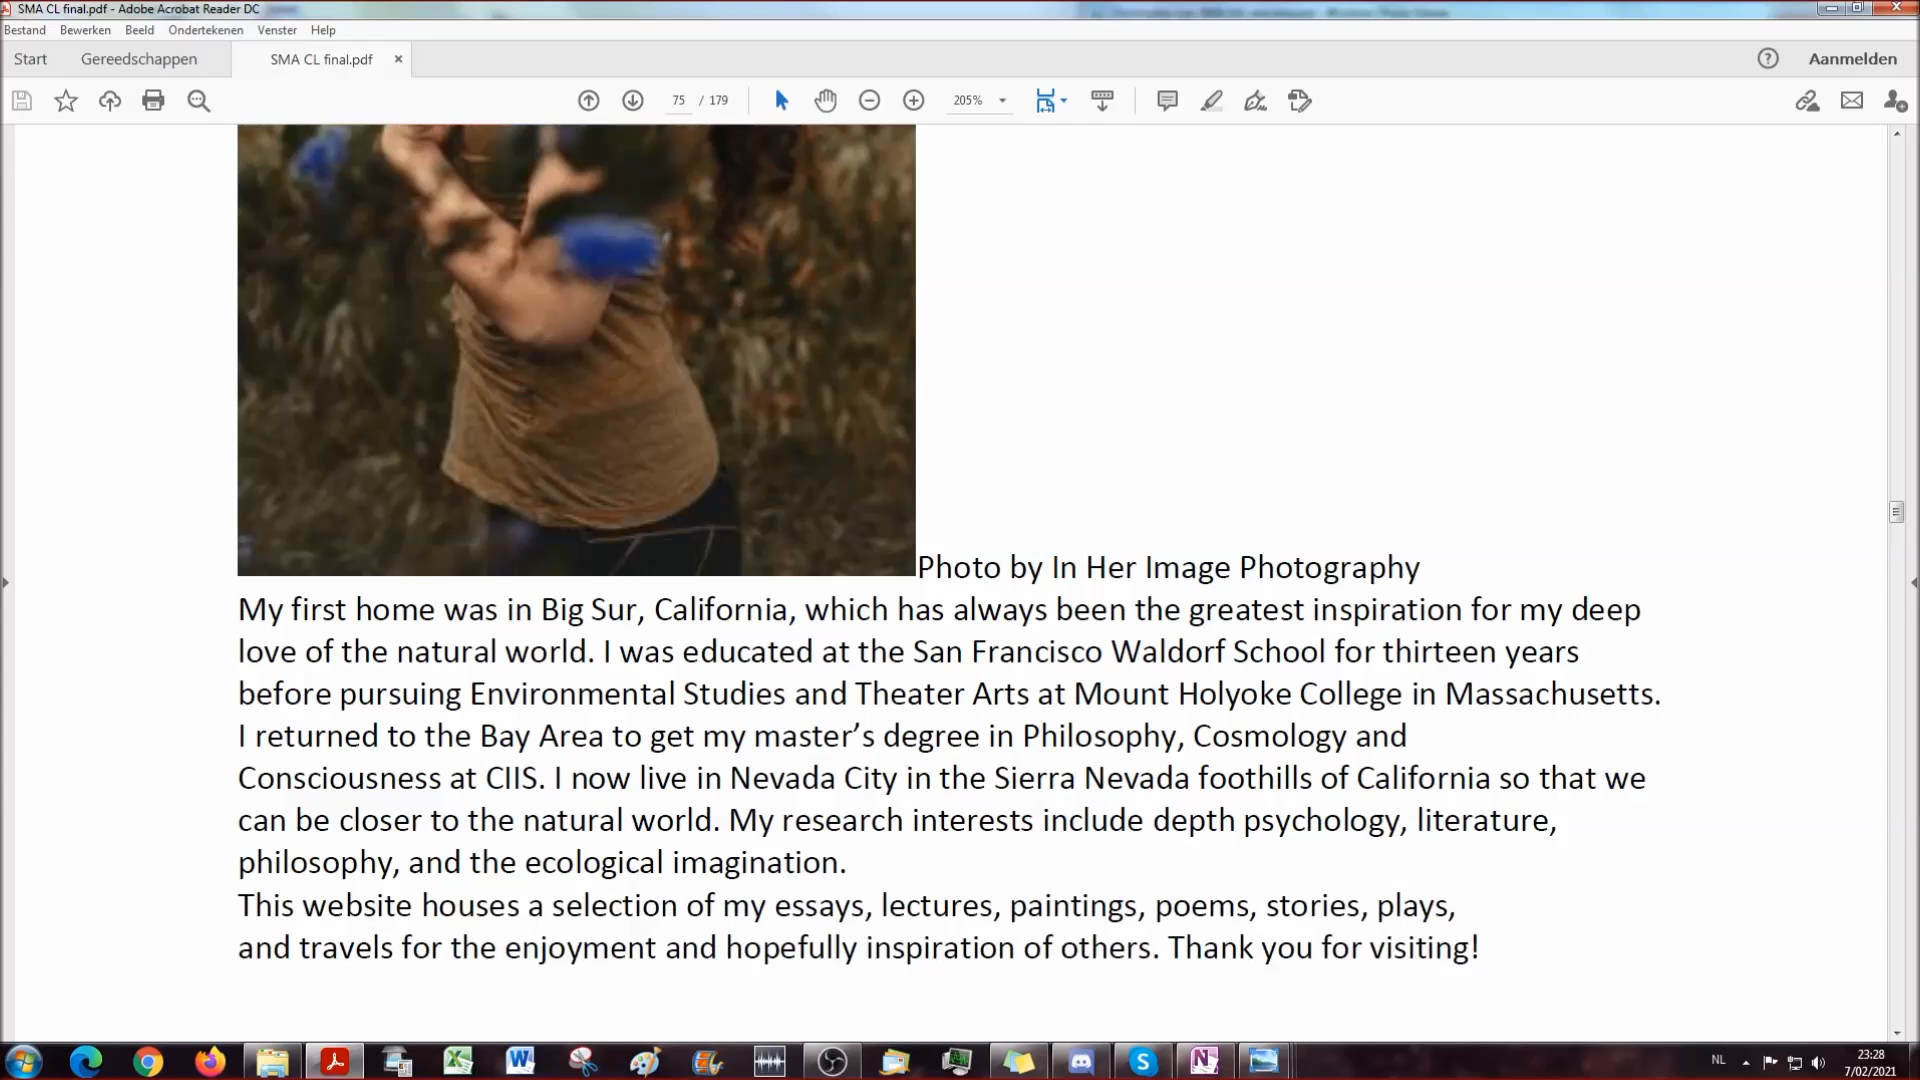 SMA CL final.pdf - Adobe Acrobat Reader DC
Bestand Bewerken Beeld Ondertekenen Venster Help
Start Gereedschappen SMA CL final.pdf × Aanmelden
75 / 179 205%
Photo by In Her Image Photography
My first home was in Big Sur, California, which has always been the greatest inspiration for my deep
love of the natural world. I was educated at the San Francisco Waldorf School for thirteen years
before pursuing Environmental Studies and Theater Arts at Mount Holyoke College in Massachusetts.
I returned to the Bay Area to get my master’s degree in Philosophy, Cosmology and
Consciousness at CIIS. I now live in Nevada City in the Sierra Nevada foothills of California so that we
can be closer to the natural world. My research interests include depth psychology, literature,
philosophy, and the ecological imagination.
This website houses a selection of my essays, lectures, paintings, poems, stories, plays,
and travels for the enjoyment and hopefully inspiration of others. Thank you for visiting!
NL 23:28
7/02/2021